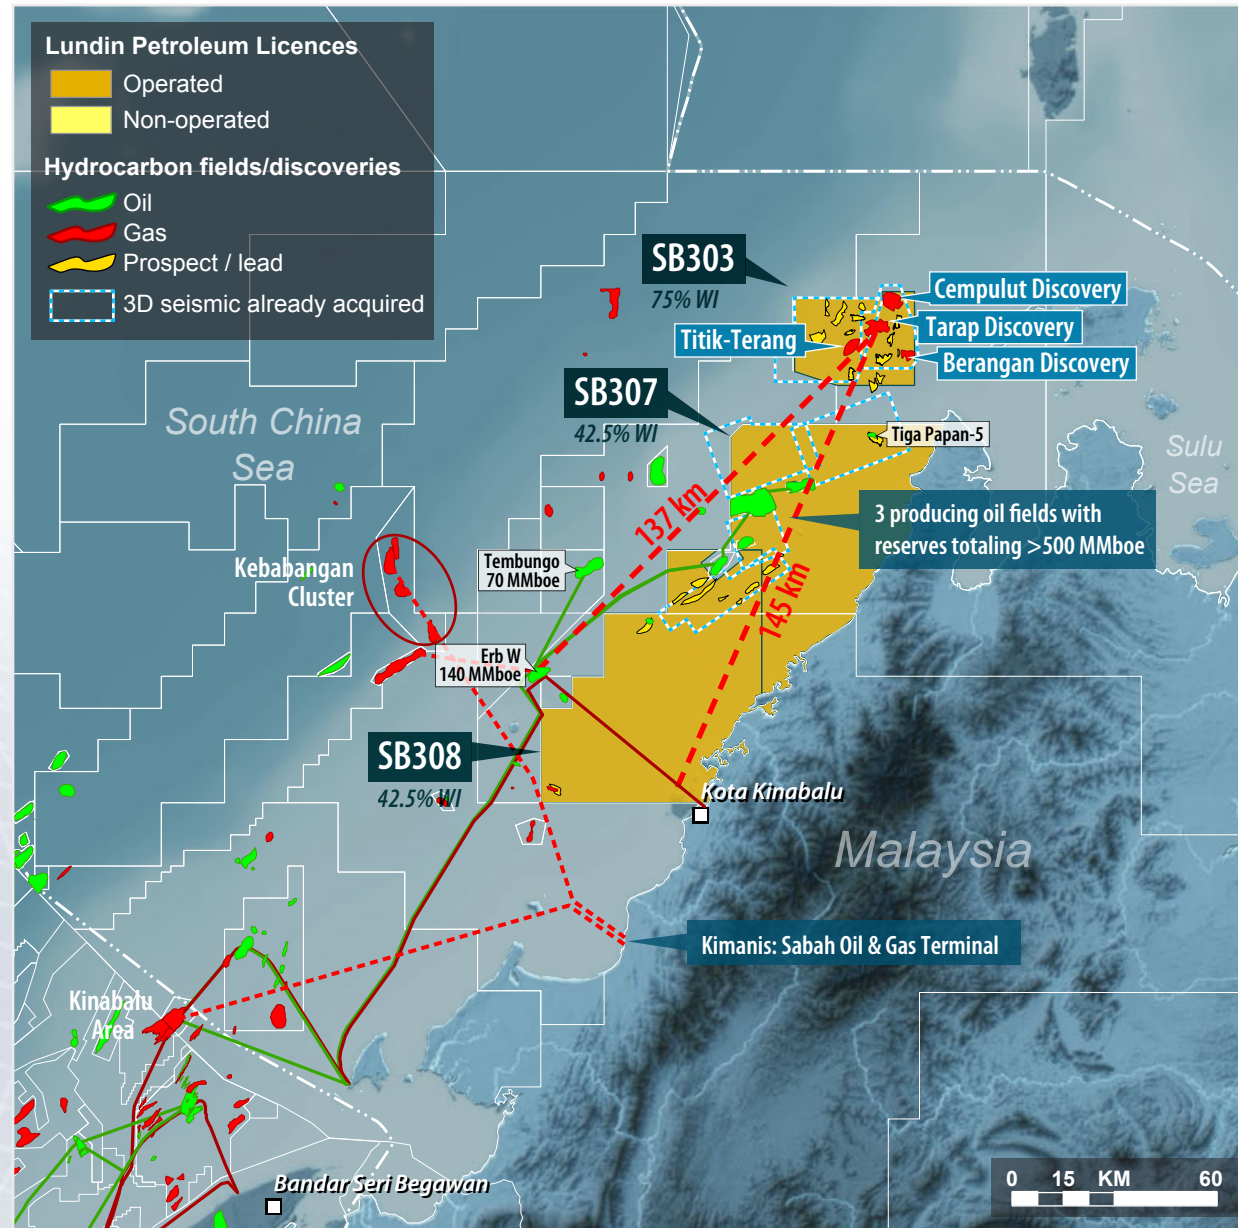 Lundin Petroleum Licences
Operated
Non-operated
Hydrocarbon fields/discoveries
Oil
Gas
Prospect / lead
3D seismic already acquired
SB303
75% WI
Cempulut Discovery
Tarap Discovery
Titik-Terang
Berangan Discovery
SB307
42.5% WI
South China
Sea
Tiga Papan-5
Sulu
Sea
137 km
3 producing oil fields with
reserves totaling >500 MMboe
Kebabangan
Cluster
Tembungo
70 MMboe
145 km
Erb W
140 MMboe
SB308
42.5% WI
Kota Kinabalu
Malaysia
Kimanis: Sabah Oil & Gas Terminal
Kinabalu
Area
Bandar Seri Begawan
0 15 KM 60